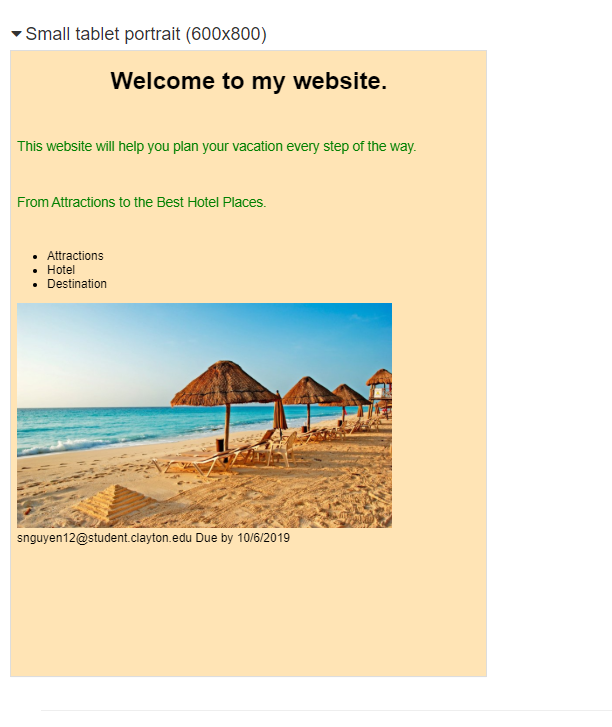 Small tablet portrait (600x800)
Welcome to my website.
This website will help you plan your vacation every step of the way.
From Attractions to the Best Hotel Places.
Attractions
Hotel
Destination
snguyen12@student.clayton.edu Due by 10/6/2019